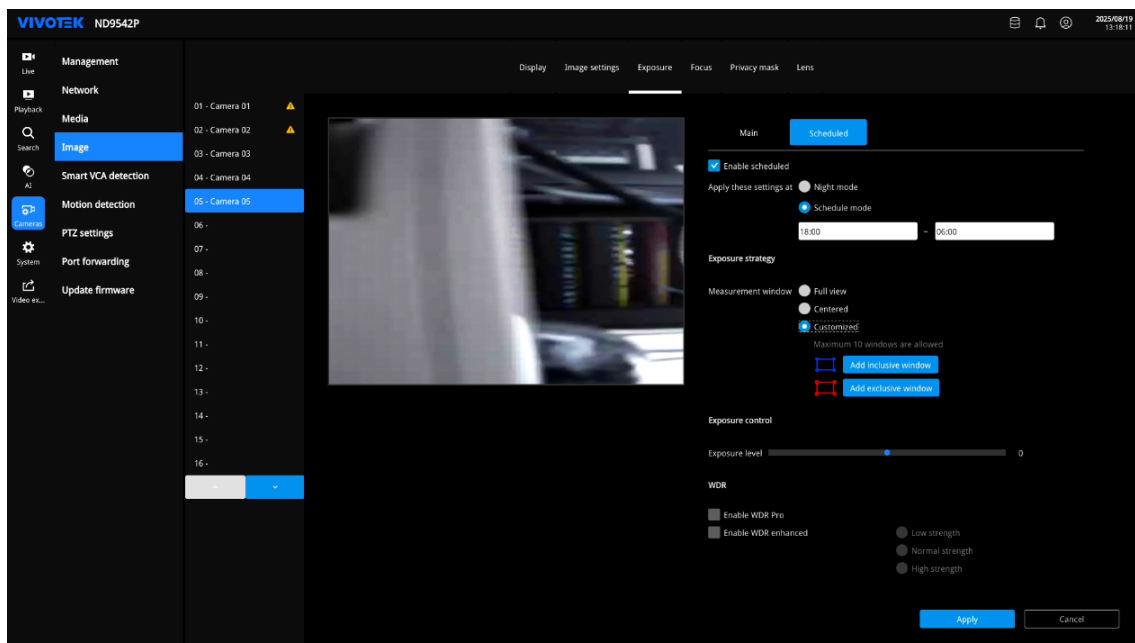 VIVOTEK ND9542P
2025/08/19
13:18:11
Live
Playback
Search
AI
Cameras
System
Video ex...
Management
Network
Media
Image
Smart VCA detection
Motion detection
PTZ settings
Port forwarding
Update firmware
01 - Camera 01
02 - Camera 02
03 - Camera 03
04 - Camera 04
05 - Camera 05
06 -
07 -
08 -
09 -
10 -
11 -
12 -
13 -
14 -
15 -
16 -
Display Image settings Exposure Focus Privacy mask Lens
Main Scheduled
Enable scheduled
Apply these settings at Night mode
Schedule mode
18:00 ~ 06:00
Exposure strategy
Measurement window Full view
Centered
Customized
Maximum 10 windows are allowed
Add inclusive window
Add exclusive window
Exposure control
Exposure level 0
WDR
Enable WDR Pro
Enable WDR enhanced Low strength
Normal strength
High strength
Apply Cancel